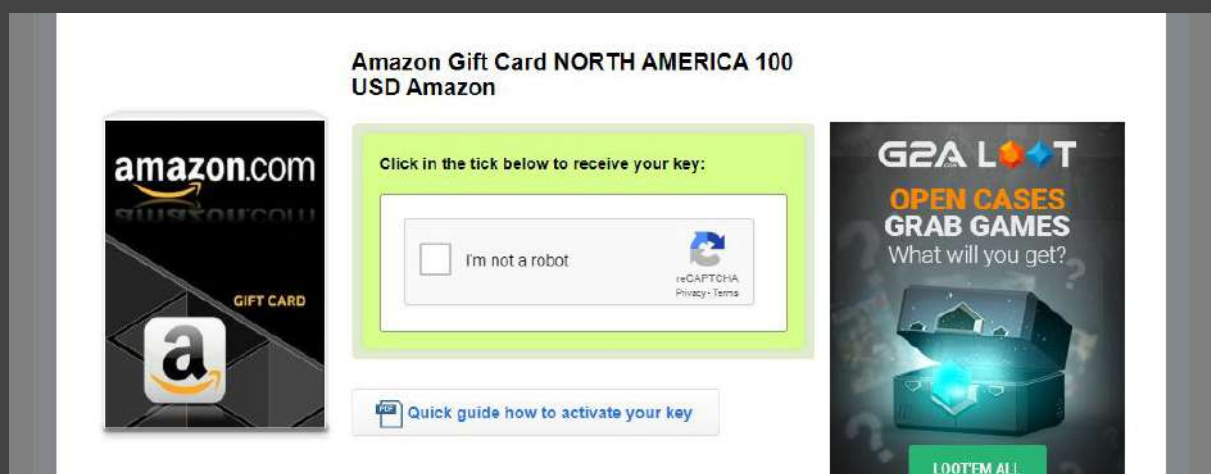 Amazon Gift Card NORTH AMERICA 100
USD Amazon
amazon.com
GIFT CARD
a
Click in the tick below to receive your key:
I'm not a robot
reCAPTCHA
Privacy - Terms
Quick guide how to activate your key
PDF
G2A LOOT
OPEN CASES
GRAB GAMES
What will you get?
LOOT'EM ALL